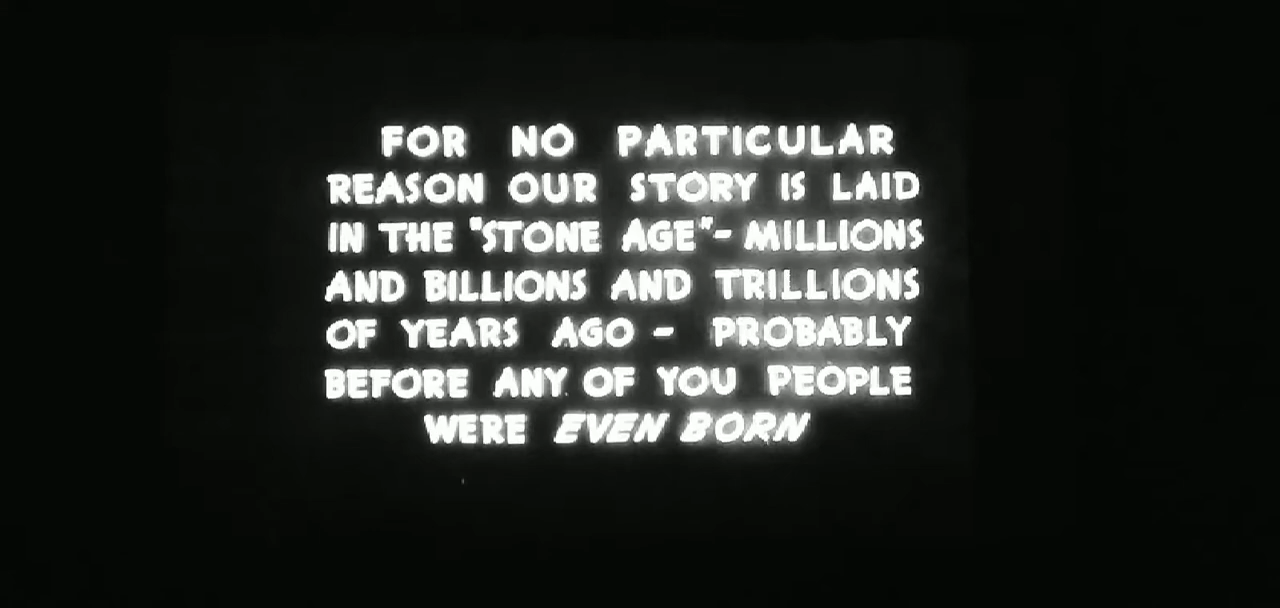 FOR NO PARTICULAR
REASON OUR STORY IS LAID
IN THE "STONE AGE"- MILLIONS
AND BILLIONS AND TRILLIONS
OF YEARS AGO - PROBABLY
BEFORE ANY OF YOU PEOPLE
WERE EVEN BORN